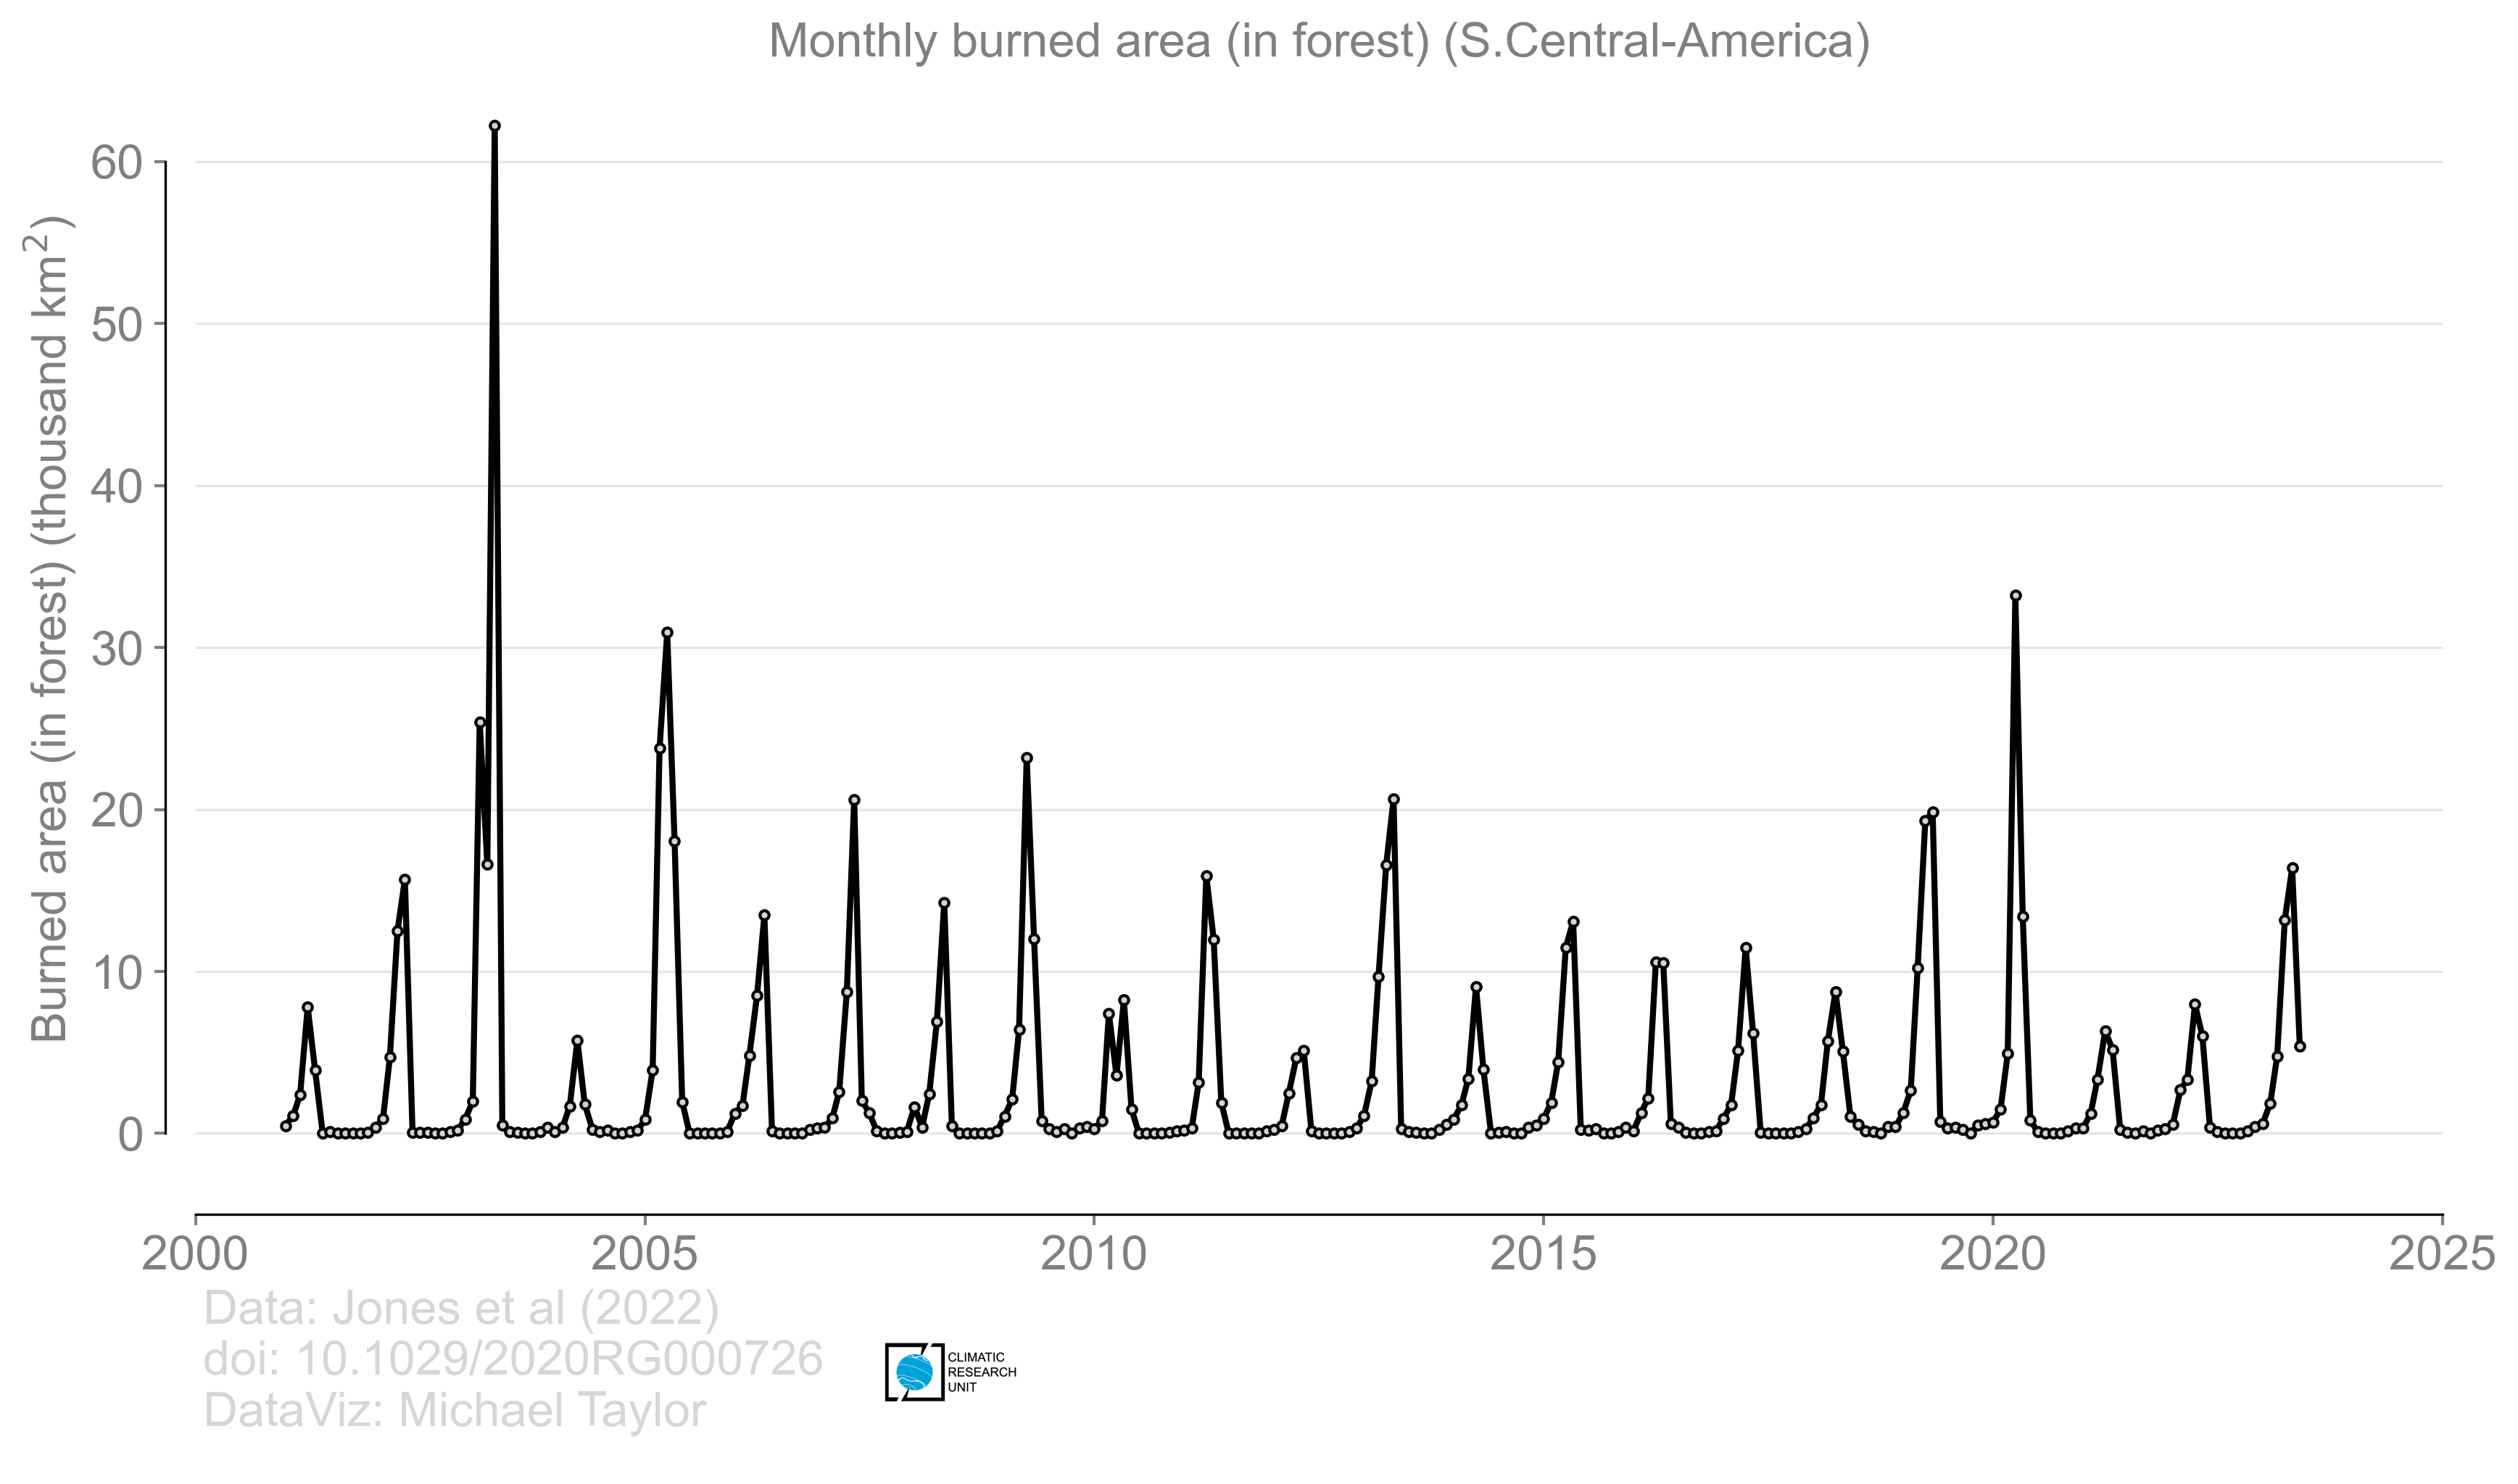 Monthly burned area (in forest) (S.Central-America)
Burned area (in forest) (thousand km²)
60
50
40
30
20
10
0
2000 2005 2010 2015 2020 2025
Data: Jones et al (2022)
doi: 10.1029/2020RG000726
DataViz: Michael Taylor
CLIMATIC
RESEARCH
UNIT